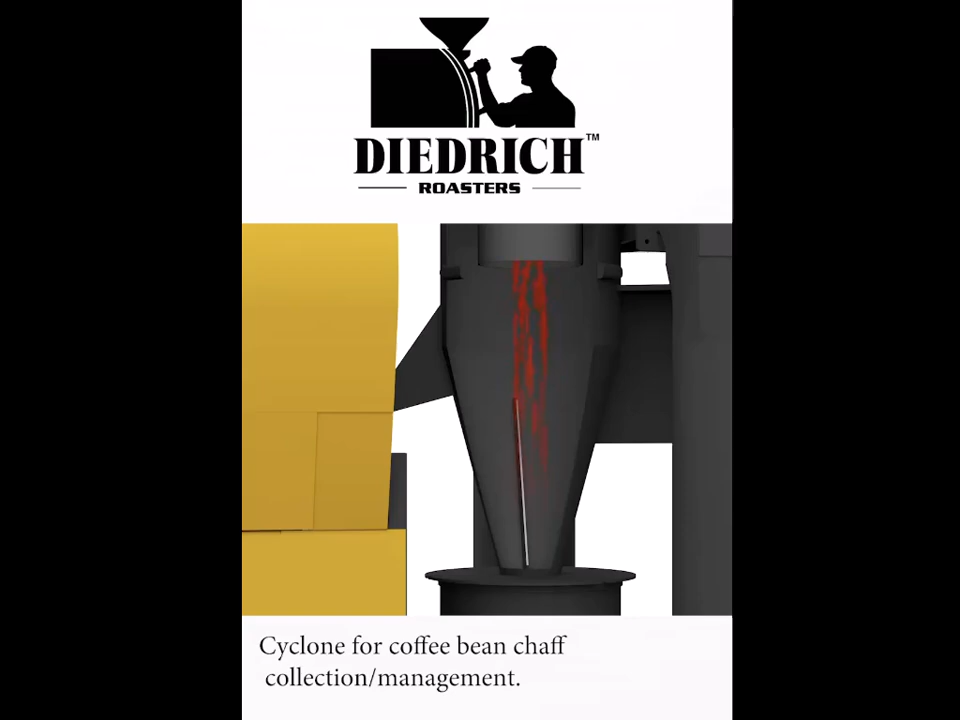 DIEDRICH™
ROASTERS
Cyclone for coffee bean chaff
collection/management.